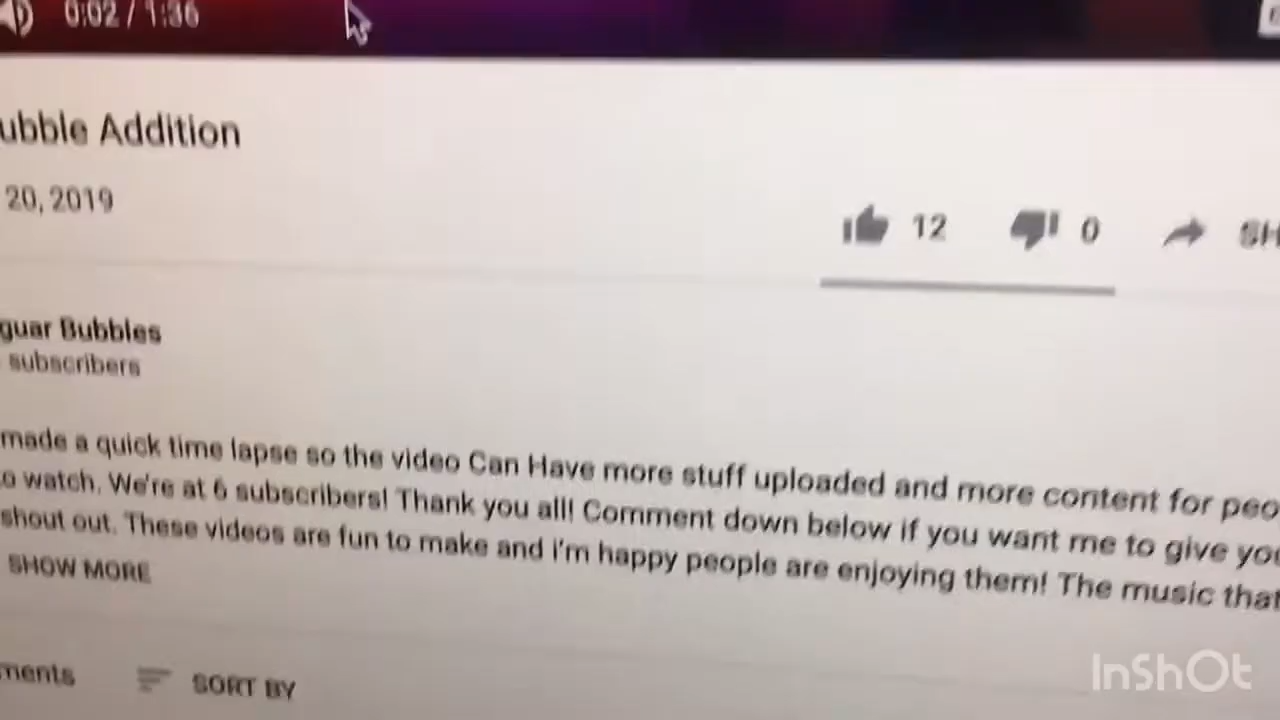 0:02 / 1:36
ubble Addition
20, 2019
12 0 SH
guar Bubbles
subscribers
made a quick time lapse so the video Can Have more stuff uploaded and more content for peo
o watch. We're at 6 subscribers! Thank you all! Comment down below if you want me to give you
shout out. These videos are fun to make and i'm happy people are enjoying them! The music that
SHOW MORE
ments SORT BY
InShOt